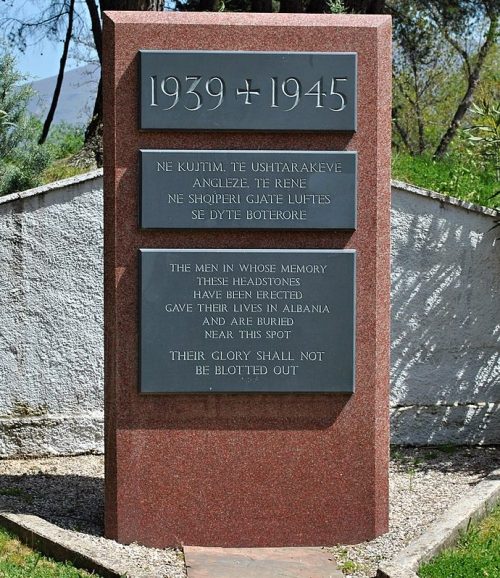 1939 + 1945
NE KUJTIM, TE USHTARAKEVE
ANGLEZE, TE RENE
NE SHQIPERI GJATE LUFTES
SE DYTE BOTERORE
THE MEN IN WHOSE MEMORY
THESE HEADSTONES
HAVE BEEN ERECTED
GAVE THEIR LIVES IN ALBANIA
AND ARE BURIED
NEAR THIS SPOT
THEIR GLORY SHALL NOT
BE BLOTTED OUT